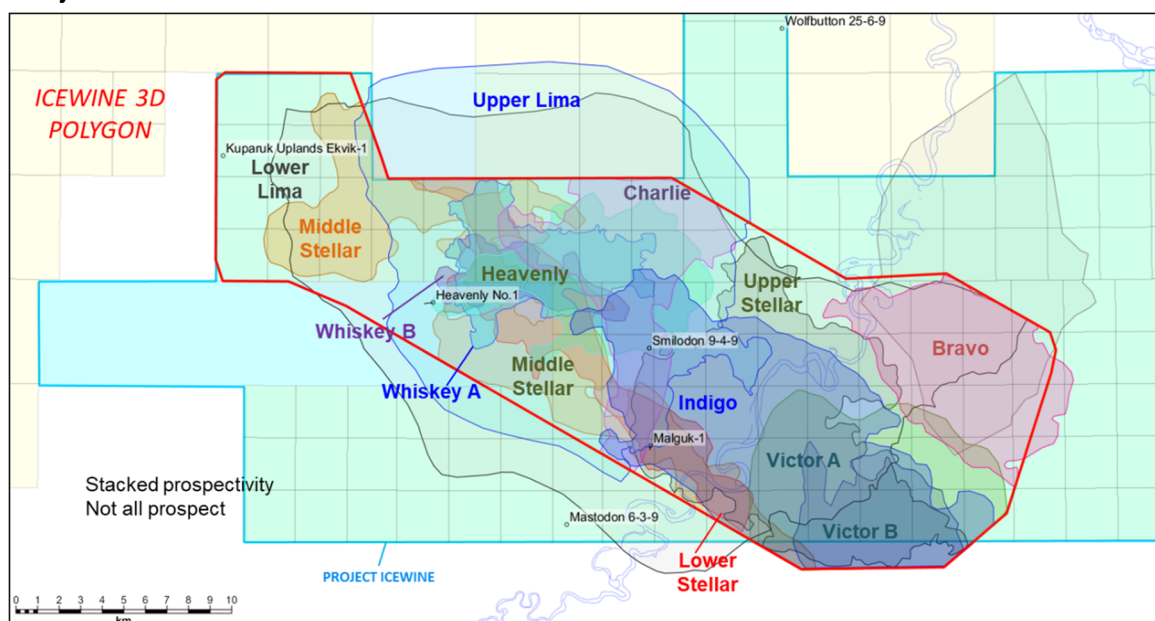 Wolfbutton 25-6-9
ICEWINE 3D
POLYGON
Upper Lima
Kuparuk Uplands Ekvik-1
Lower
Lima
Charlie
Middle
Stellar
Heavenly
Upper
Stellar
Heavenly No.1
Whiskey B
Smilodon 9-4-9
Bravo
Middle
Stellar
Whiskey A
Indigo
Malguk-1
Victor A
Stacked prospectivity
Not all prospect
Mastodon 6-3-9
Victor B
Lower
Stellar
PROJECT ICEWINE
0 1 2 3 4 5 6 7 8 9 10
km